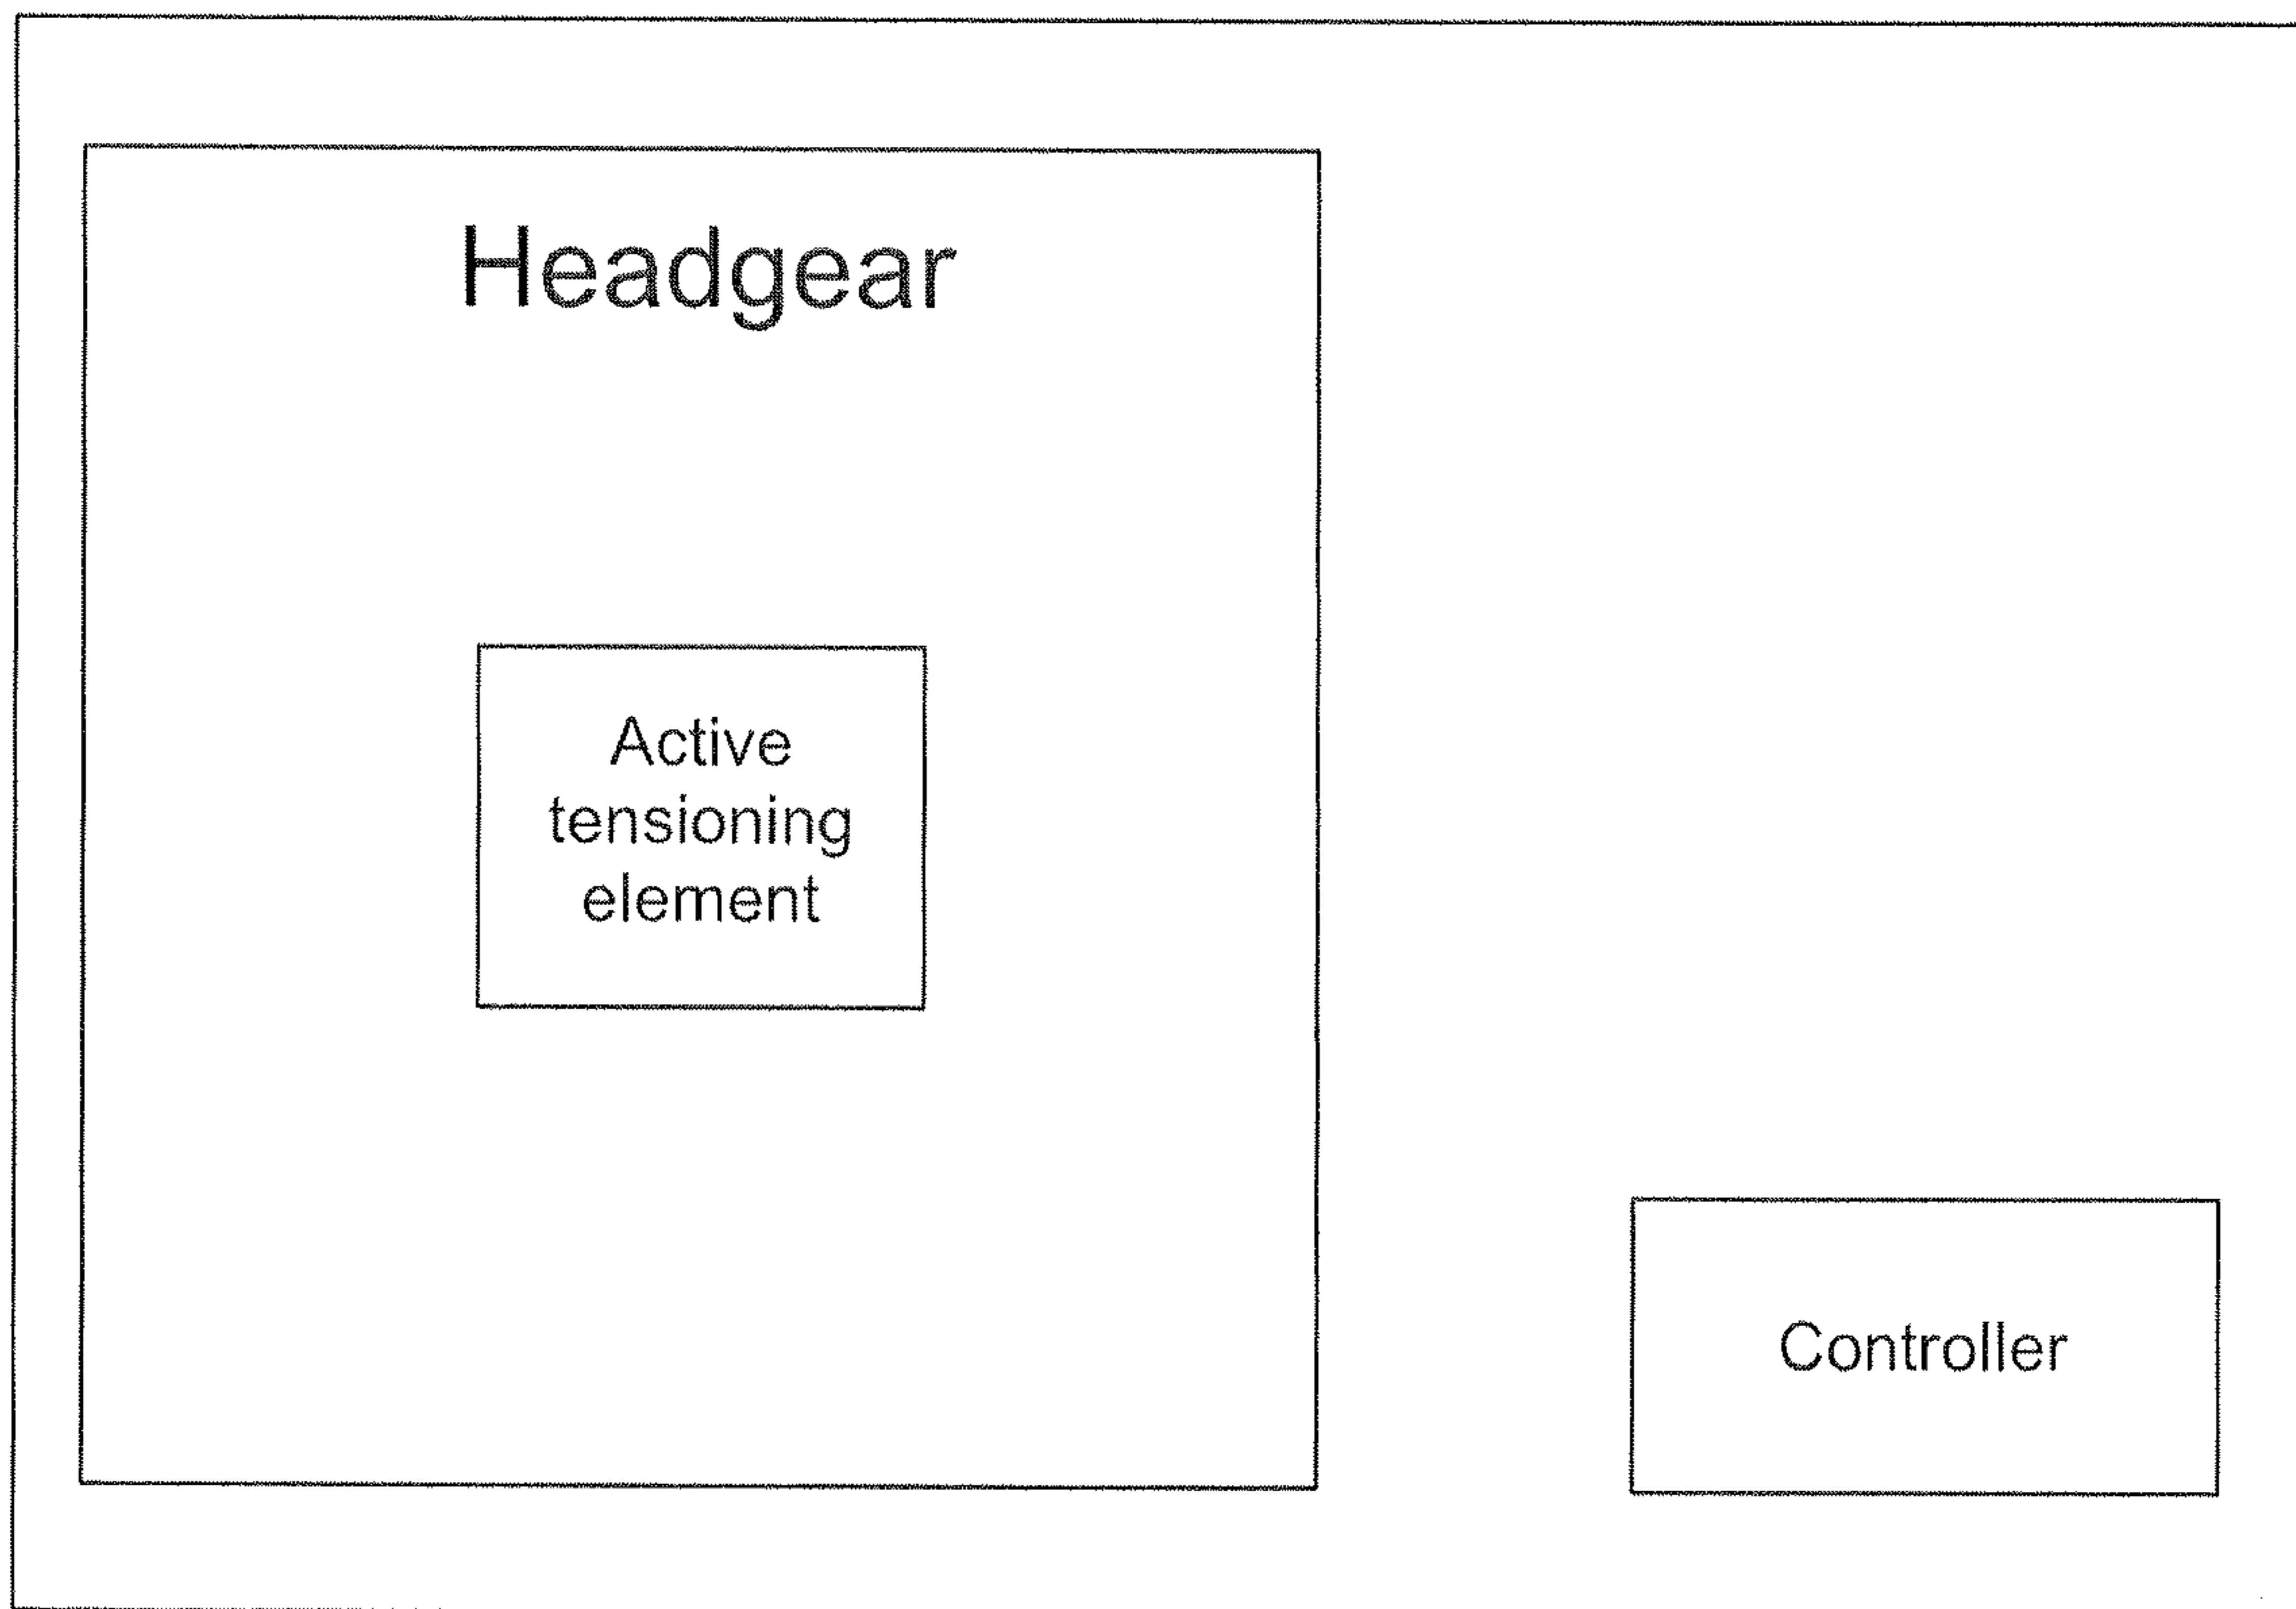 Headgear
Active
tensioning
element
Controller